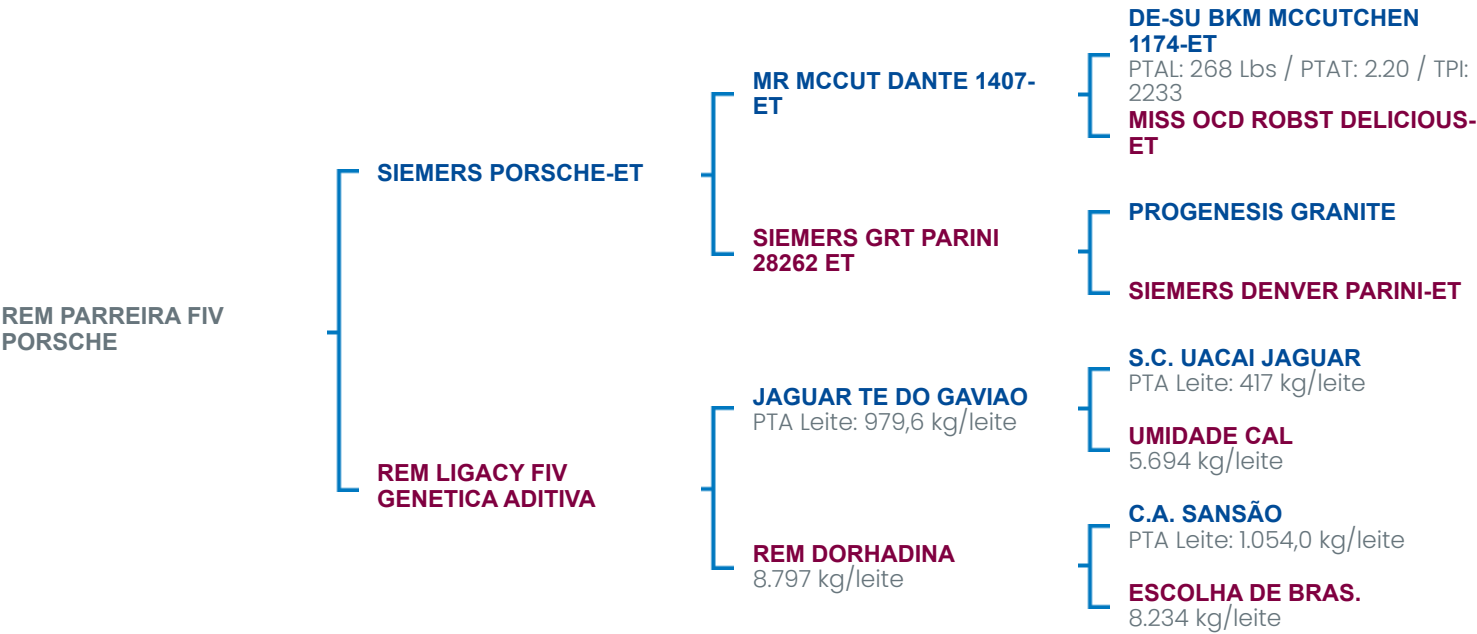 REM PARREIRA FIV
PORSCHE
SIEMERS PORSCHE-ET
MR MCCUT DANTE 1407-
ET
DE-SU BKM MCCUTCHEN
1174-ET
PTAL: 268 Lbs / PTAT: 2.20 / TPI:
2233
MISS OCD ROBST DELICIOUS-
ET
SIEMERS GRT PARINI
28262 ET
PROGENESIS GRANITE
SIEMERS DENVER PARINI-ET
REM LIGACY FIV
GENETICA ADITIVA
JAGUAR TE DO GAVIAO
PTA Leite: 979,6 kg/leite
S.C. UACAI JAGUAR
PTA Leite: 417 kg/leite
UMIDADE CAL
5.694 kg/leite
REM DORHADINA
8.797 kg/leite
C.A. SANSÃO
PTA Leite: 1.054,0 kg/leite
ESCOLHA DE BRAS.
8.234 kg/leite